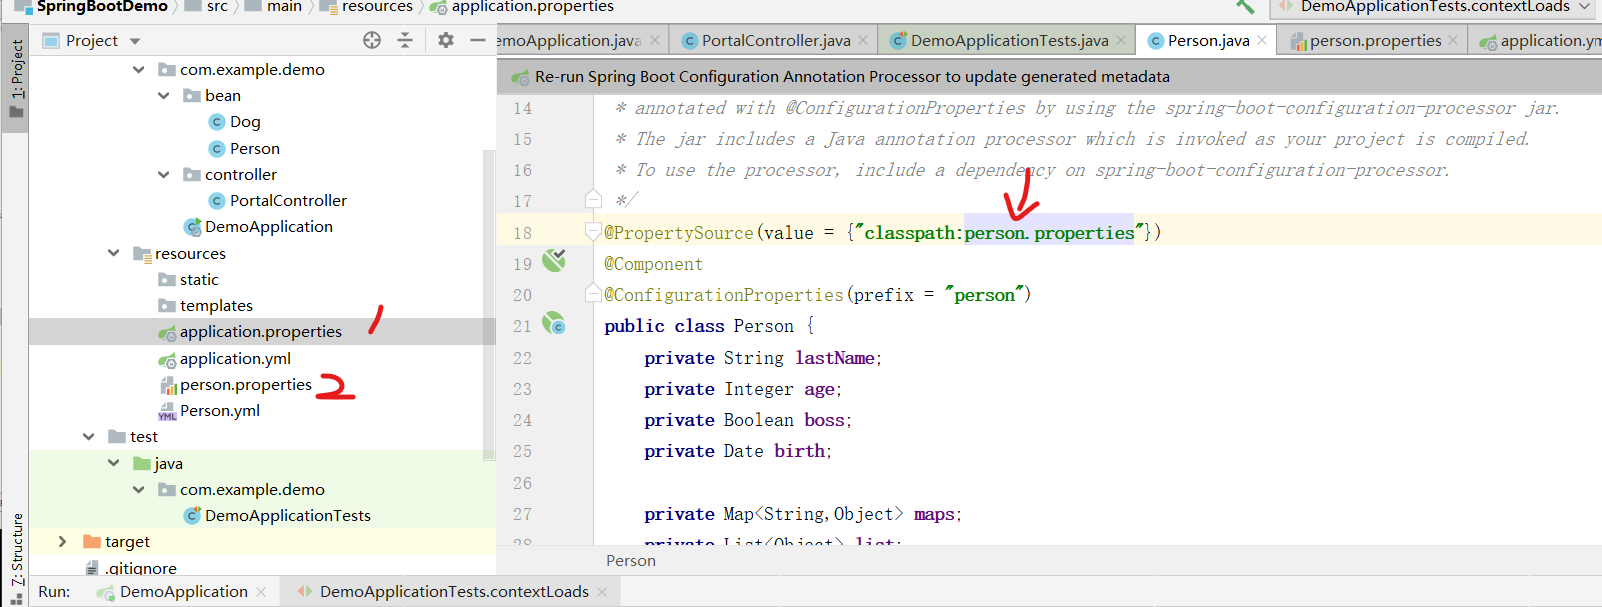 SpringBootDemo src main resources application.properties DemoApplicationTests.contextLoads
1: Project
Project
emoApplication.java PortalController.java DemoApplicationTests.java Person.java person.properties application.ym
Re-run Spring Boot Configuration Annotation Processor to update generated metadata
com.example.demo
bean
Dog
Person
controller
PortalController
DemoApplication
resources
static
templates
application.properties 1
application.yml
person.properties 2
Person.yml
test
java
com.example.demo
DemoApplicationTests
target
.gitignore
14 * annotated with @ConfigurationProperties by using the spring-boot-configuration-processor jar.
15 * The jar includes a Java annotation processor which is invoked as your project is compiled.
16 * To use the processor, include a dependency on spring-boot-configuration-processor.
17 */
18 @PropertySource(value = {"classpath:person.properties"})
19 @Component
20 @ConfigurationProperties(prefix = "person")
21 public class Person {
22 private String lastName;
23 private Integer age;
24 private Boolean boss;
25 private Date birth;
26
27 private Map<String,Object> maps;
28 private List<Object> list;
Person
Z: Structure
Run: DemoApplication DemoApplicationTests.contextLoads